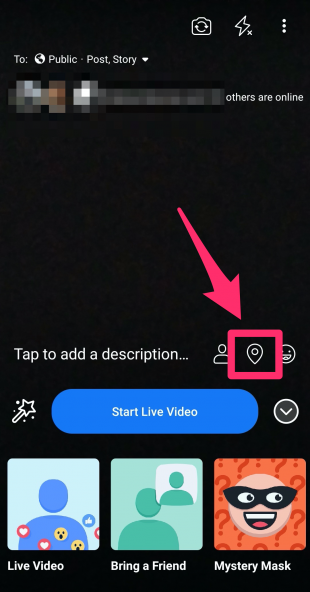 To: Public · Post, Story
others are online
Tap to add a description...
Start Live Video
Live Video
Bring a Friend
Mystery Mask